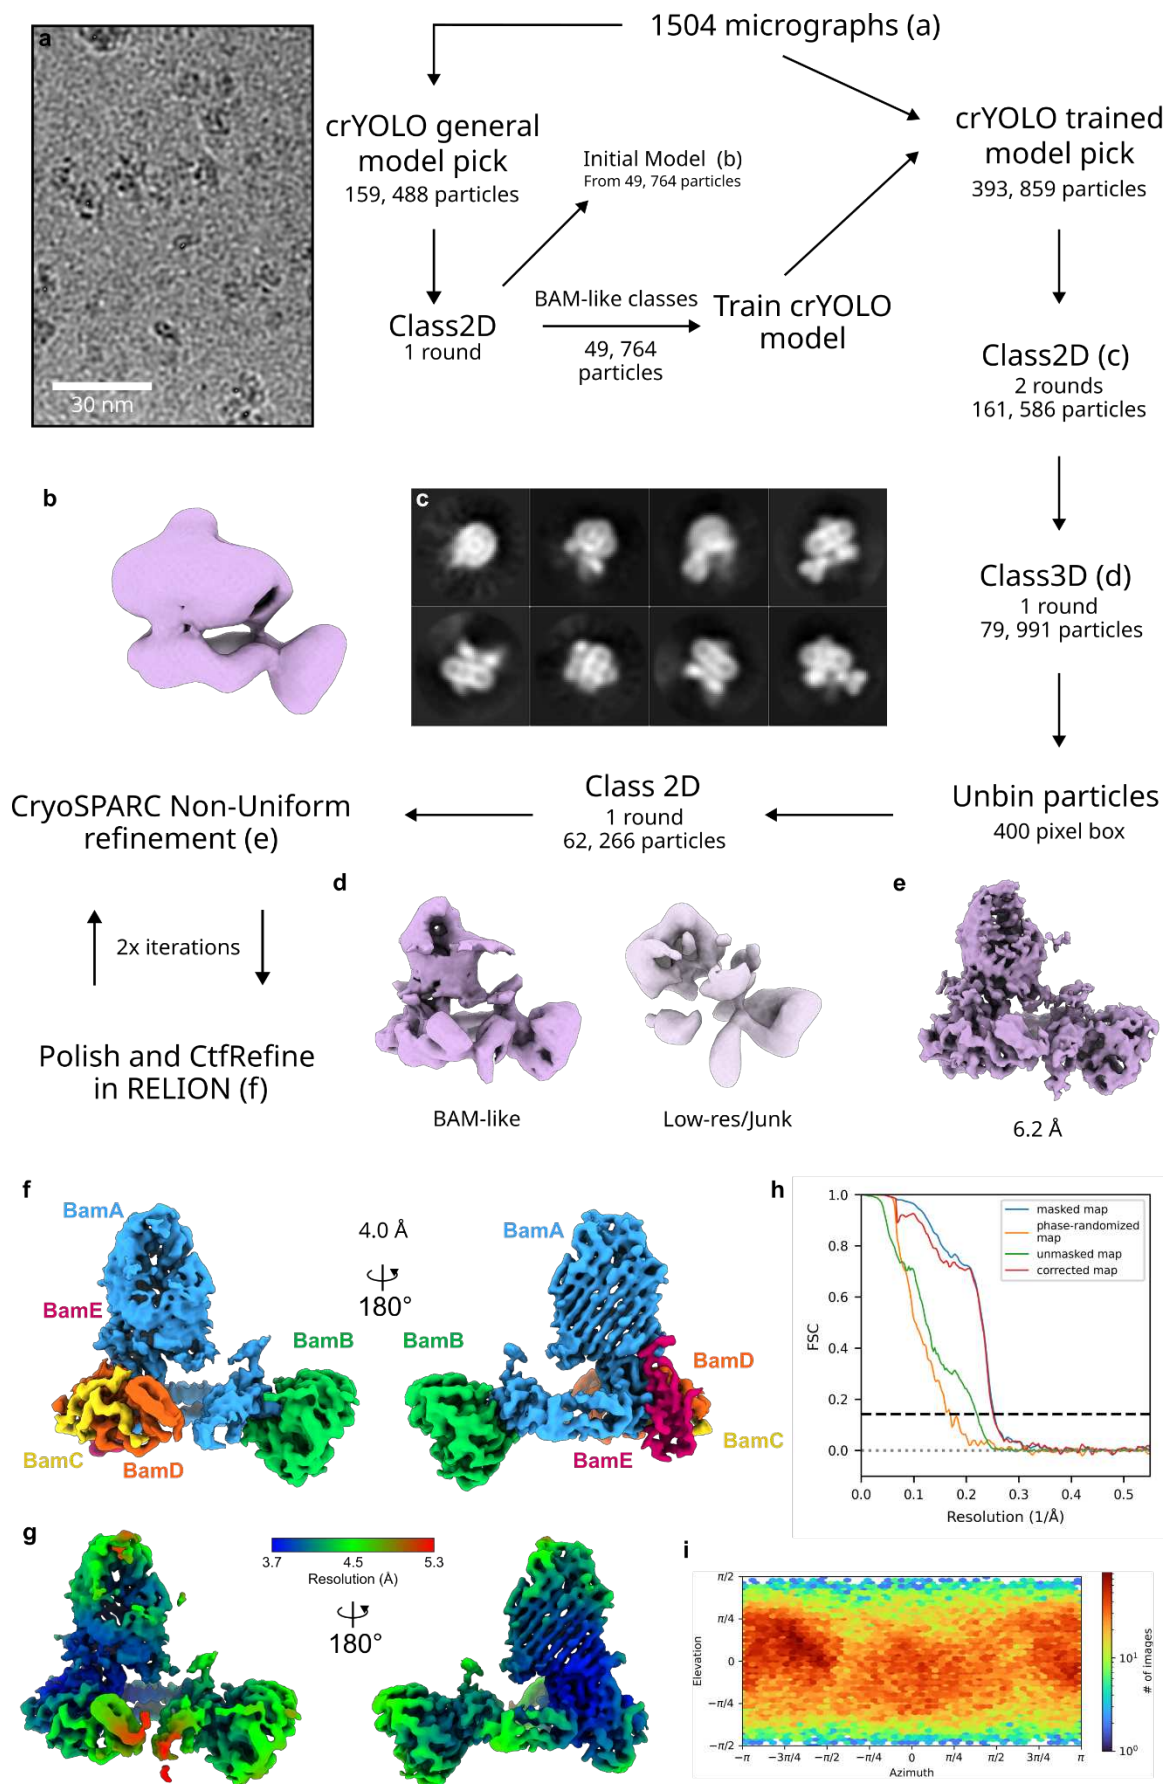 a
30 nm
1504 micrographs (a)
crYOLO general
model pick
159, 488 particles
Initial Model (b)
From 49, 764 particles
crYOLO trained
model pick
393, 859 particles
Class2D
1 round
BAM-like classes
49, 764
particles
Train crYOLO
model
Class2D (c)
2 rounds
161, 586 particles
b
c
Class3D (d)
1 round
79, 991 particles
CryoSPARC Non-Uniform
refinement (e)
Class 2D
1 round
62, 266 particles
Unbin particles
400 pixel box
2x iterations
Polish and CtfRefine
in RELION (f)
d
BAM-like
Low-res/Junk
e
6.2 Å
f
BamA
BamE
BamB
BamC
BamD
4.0 Å
180°
BamA
BamB
BamD
BamC
BamE
g
3.7
4.5
5.3
Resolution (Å)
180°
h
1.0
0.8
0.6
0.4
0.2
0.0
FSC
masked map
phase-randomized
map
unmasked map
corrected map
0.0
0.1
0.2
0.3
0.4
0.5
Resolution (1/Å)
i
π/2
π/4
0
−π/4
−π/2
Elevation
−π
−3π/4
−π/2
−π/4
0
π/4
π/2
3π/4
π
Azimuth
10¹
10⁰
# of images